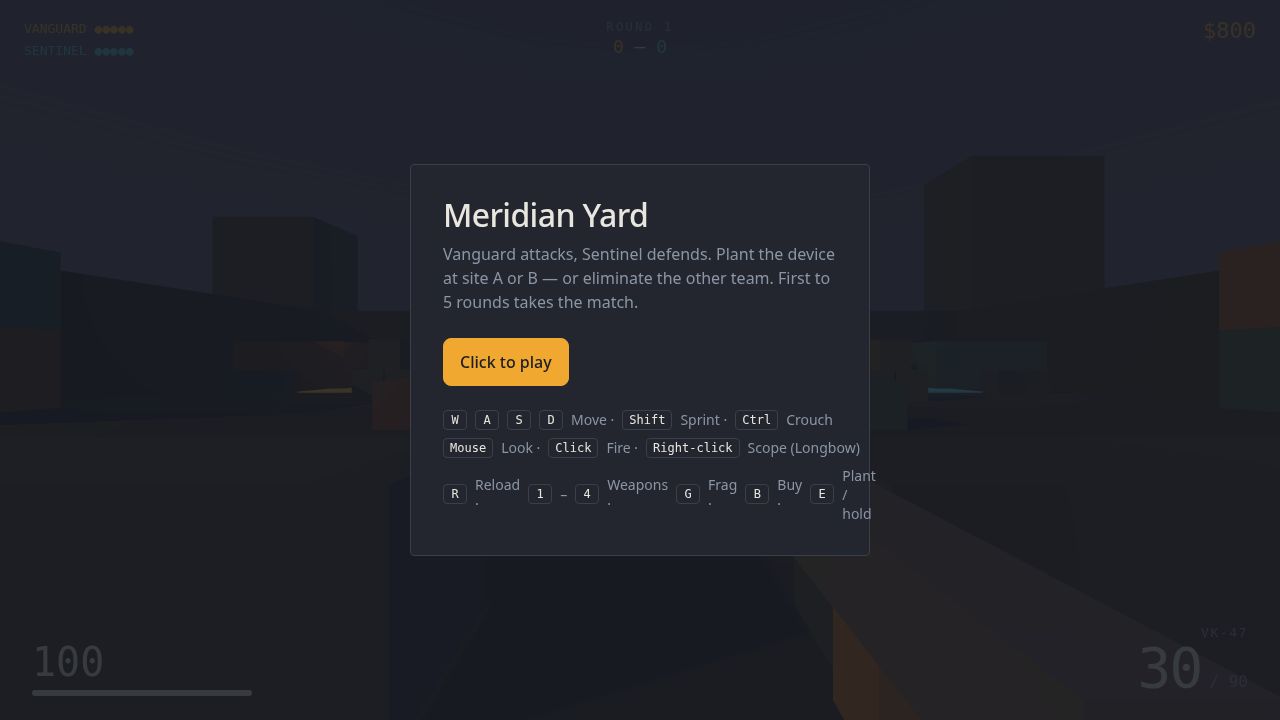 VANGUARD ●●●●●
SENTINEL ●●●●●
ROUND 1
0 — 0
$800
Meridian Yard
Vanguard attacks, Sentinel defends. Plant the device
at site A or B — or eliminate the other team. First to
5 rounds takes the match.
Click to play
W A S D Move · Shift Sprint · Ctrl Crouch
Mouse Look · Click Fire · Right-click Scope (Longbow)
R Reload · 1 – 4 Weapons · G Frag · B Buy · E Plant / hold
100
VK-47
30 / 90